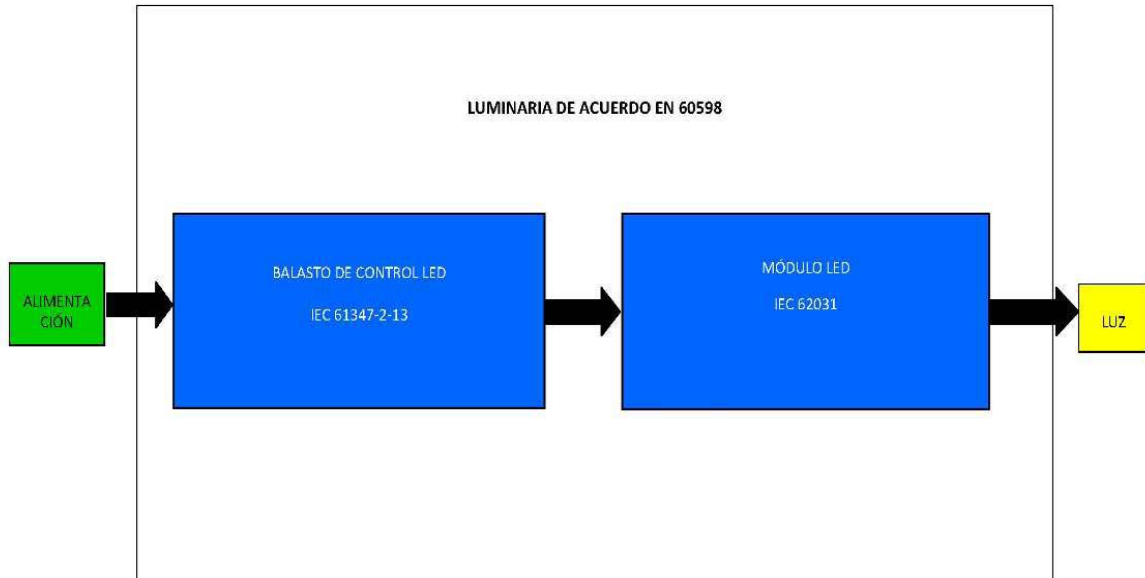 LUMINARIA DE ACUERDO EN 60598
BALASTO DE CONTROL LED
IEC 61347-2-13
MÓDULO LED
IEC 62031
ALIMENTA
CIÓN
LUZ